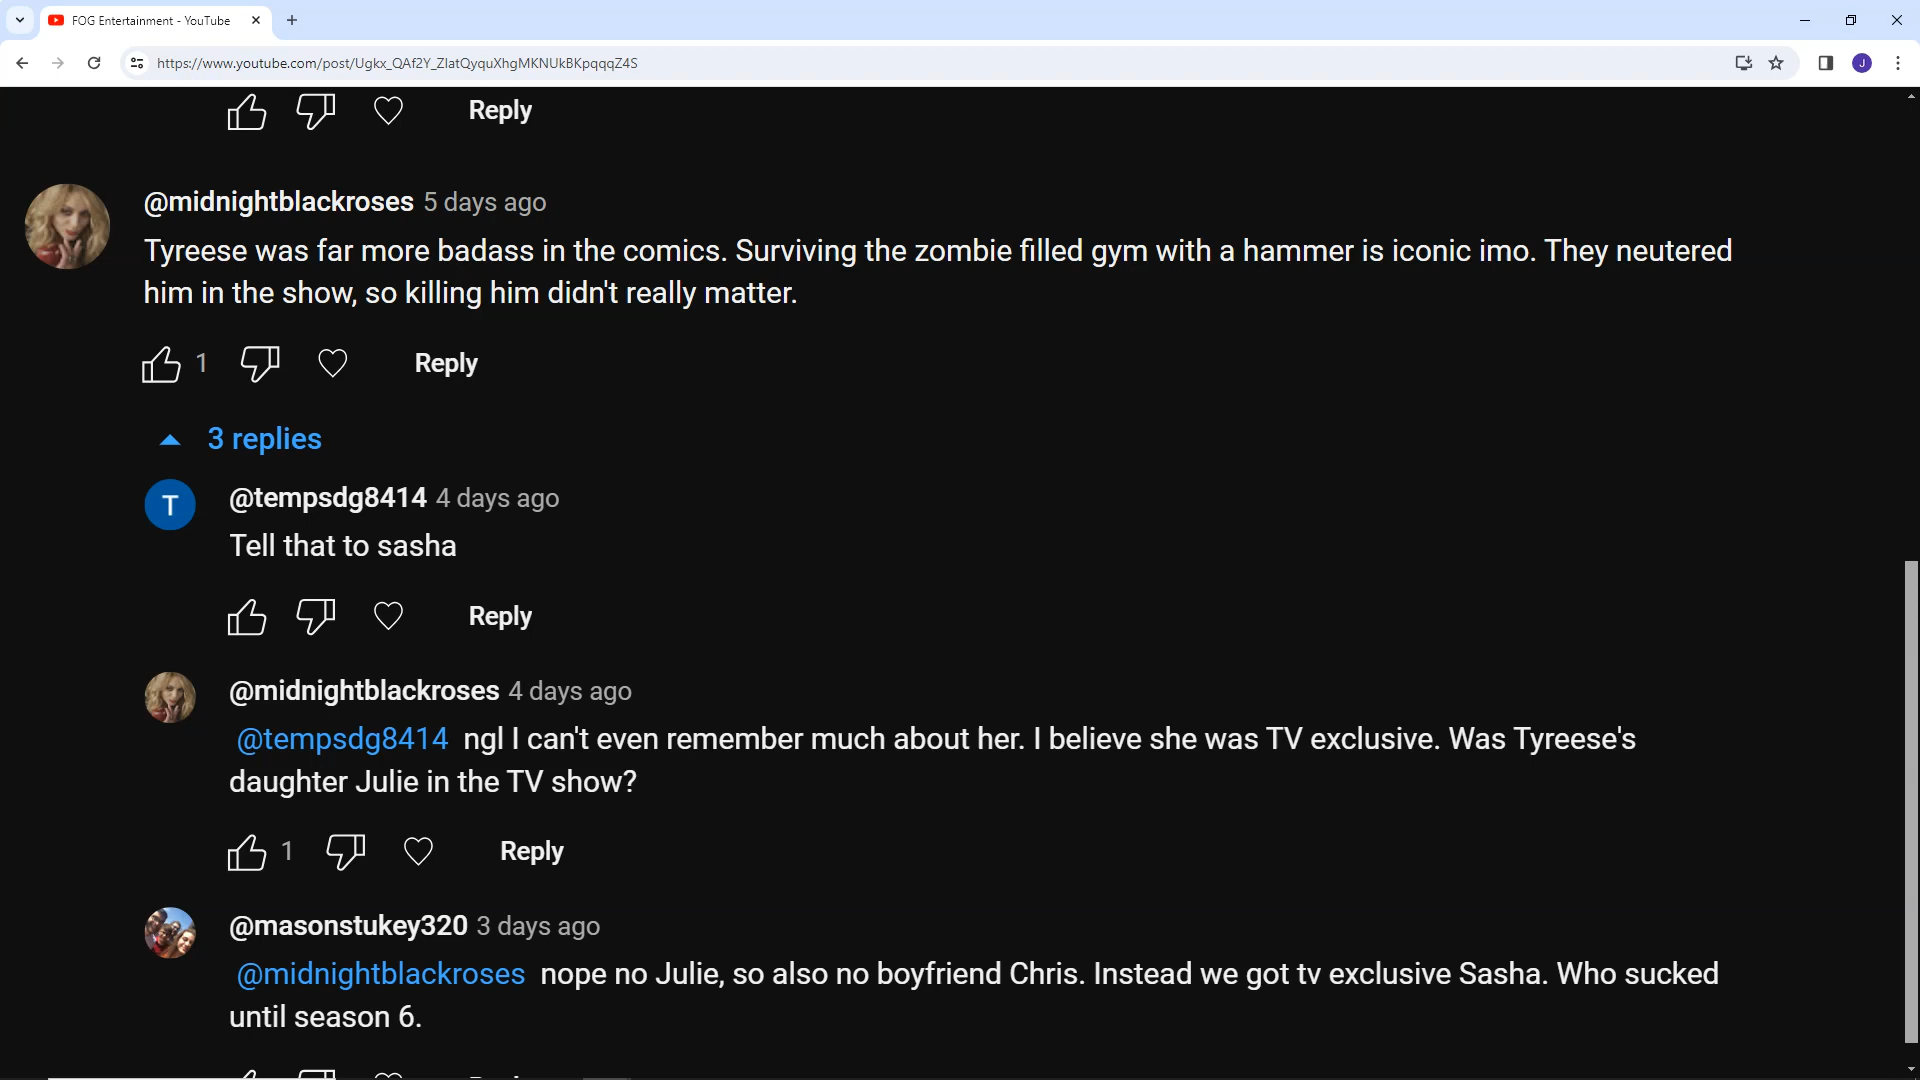 FOG Entertainment - YouTube
https://www.youtube.com/post/Ugkx_QAf2Y_ZlatQyquXhgMKNUkBKpqqqZ4S
J
Reply
@midnightblackroses 5 days ago
Tyreese was far more badass in the comics. Surviving the zombie filled gym with a hammer is iconic imo. They neutered
him in the show, so killing him didn't really matter.
1 Reply
3 replies
T
@tempsdg8414 4 days ago
Tell that to sasha
Reply
@midnightblackroses 4 days ago
@tempsdg8414 ngl I can't even remember much about her. I believe she was TV exclusive. Was Tyreese's
daughter Julie in the TV show?
1 Reply
@masonstukey320 3 days ago
@midnightblackroses nope no Julie, so also no boyfriend Chris. Instead we got tv exclusive Sasha. Who sucked
until season 6.